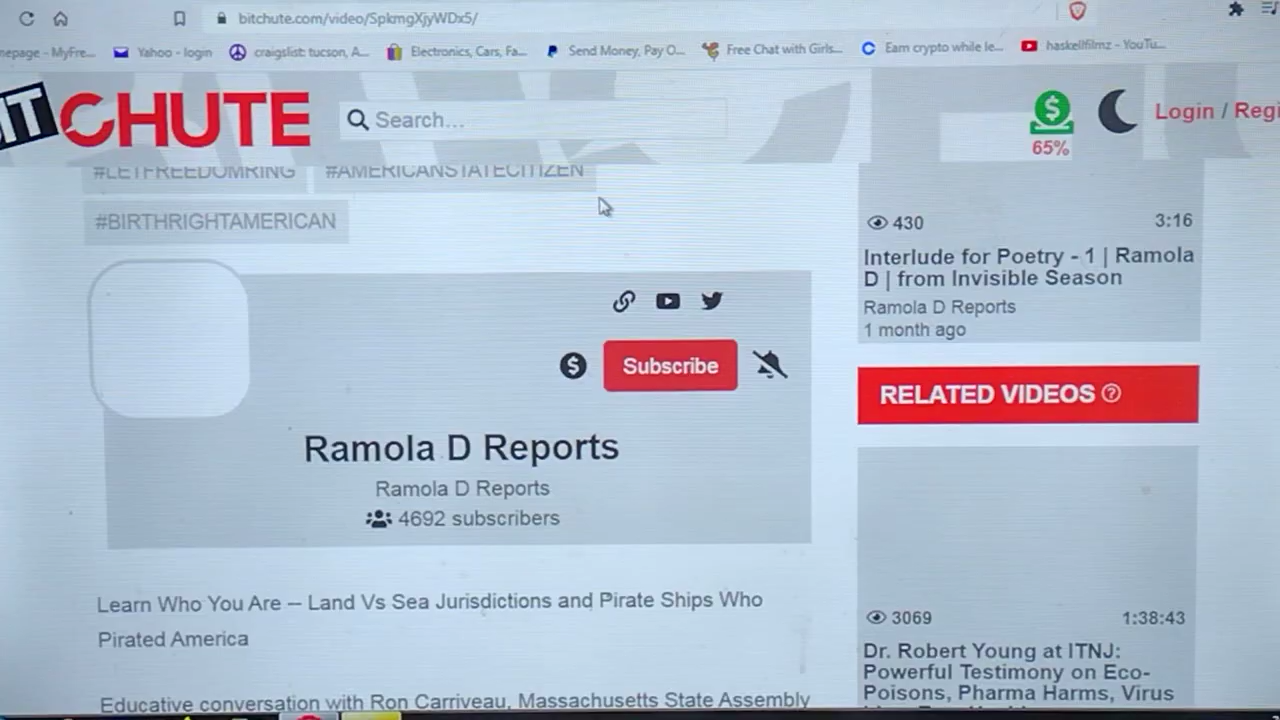 bitchute.com/video/SpkmgXjyWDx5/
nepage - MyFre... Yahoo - login craigslist: tucson, A... Electronics, Cars, Fa... Send Money, Pay O... Free Chat with Girls... Earn crypto while le... haskellfilmz - YouTu...
IT CHUTE Search... 65% Login / Regi
#LETFREEDOMRING #AMERICANSTATECITIZEN
#BIRTHRIGHTAMERICAN
Subscribe
Ramola D Reports
Ramola D Reports
4692 subscribers
Learn Who You Are – Land Vs Sea Jurisdictions and Pirate Ships Who
Pirated America
Educative conversation with Ron Carriveau, Massachusetts State Assembly
430 3:16
Interlude for Poetry - 1 | Ramola
D | from Invisible Season
Ramola D Reports
1 month ago
RELATED VIDEOS
3069 1:38:43
Dr. Robert Young at ITNJ:
Powerful Testimony on Eco-
Poisons, Pharma Harms, Virus